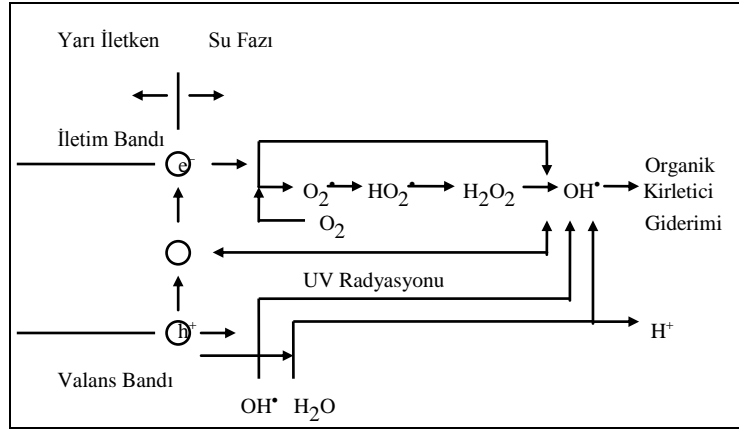 Yarı İletken Su Fazı
İletim Bandı
e⁻
Organik
O₂• HO₂• H₂O₂ OH• Kirletici
O₂ Giderimi
UV Radyasyonu
h⁺ H⁺
Valans Bandı
OH• H₂O